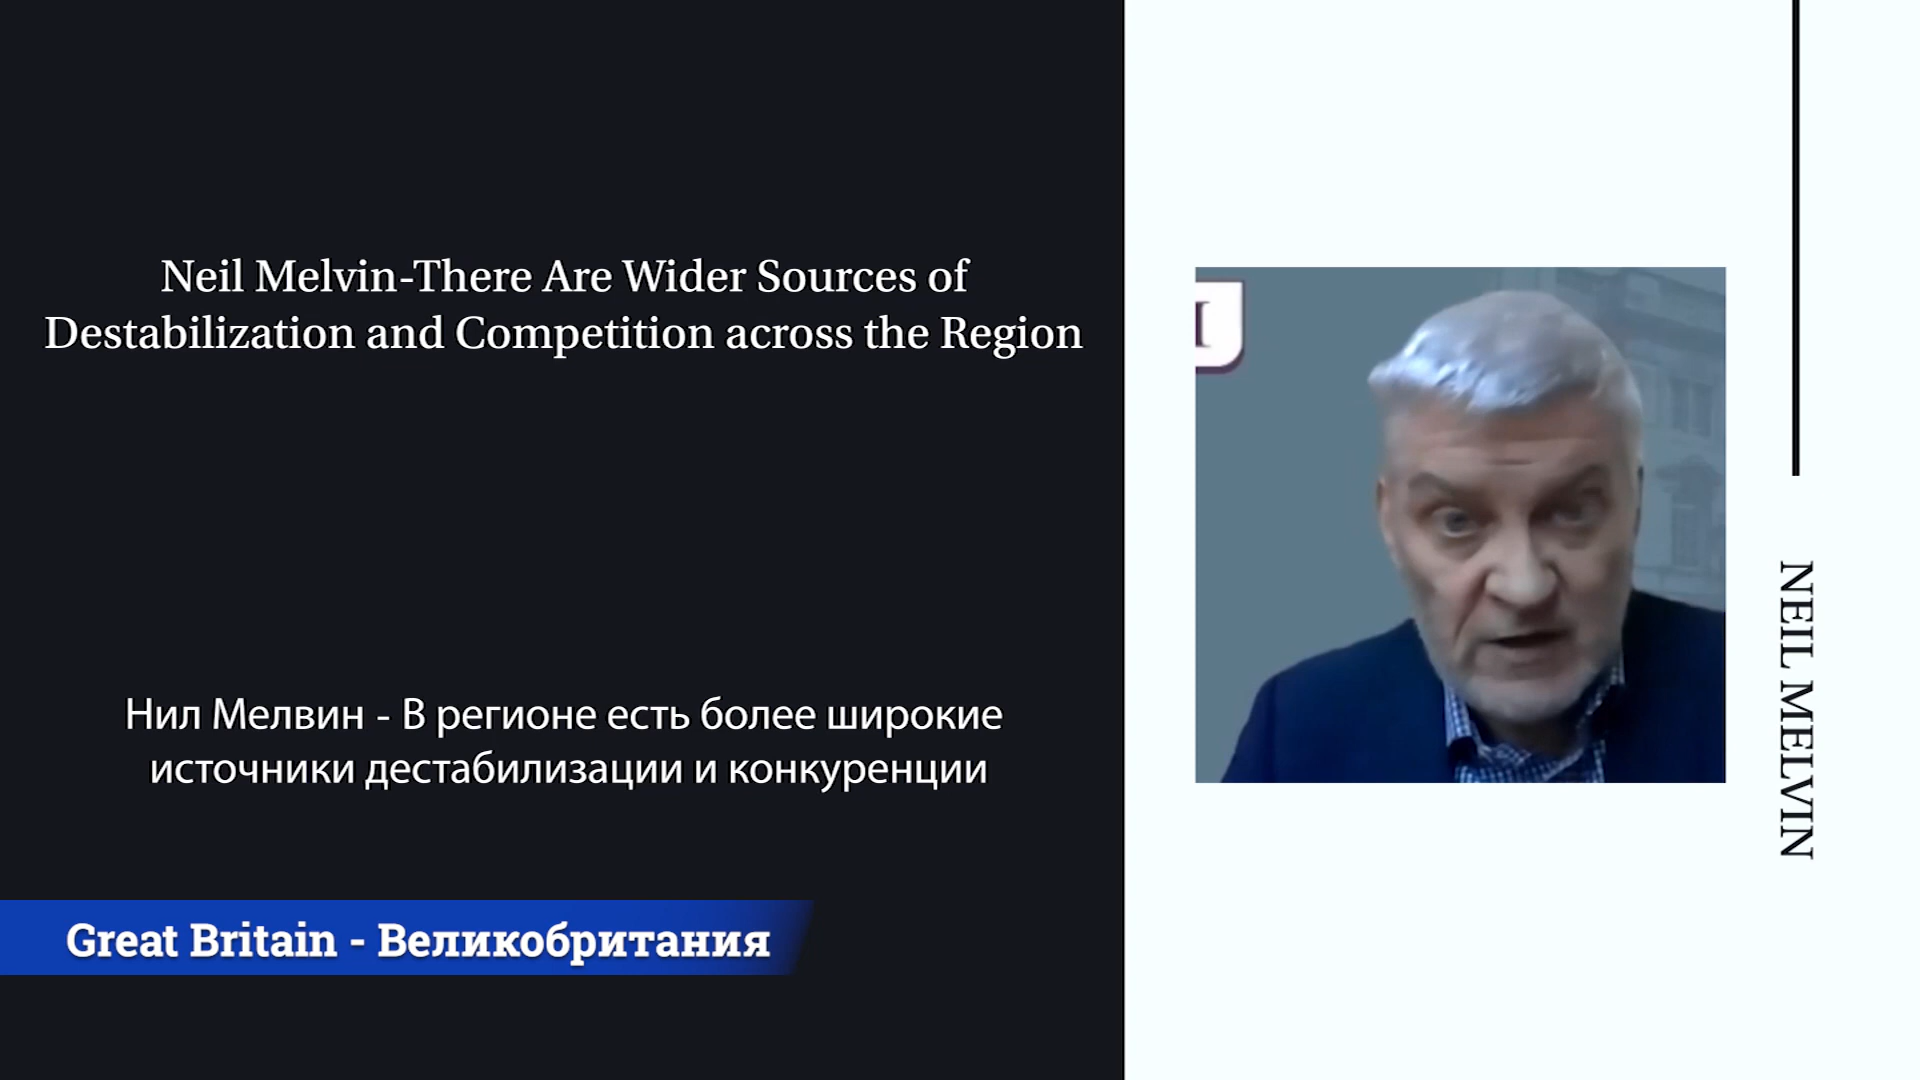 Neil Melvin-There Are Wider Sources of
Destabilization and Competition across the Region
Нил Мелвин - В регионе есть более широкие
источники дестабилизации и конкуренции
Great Britain - Великобритания
I
NEIL MELVIN